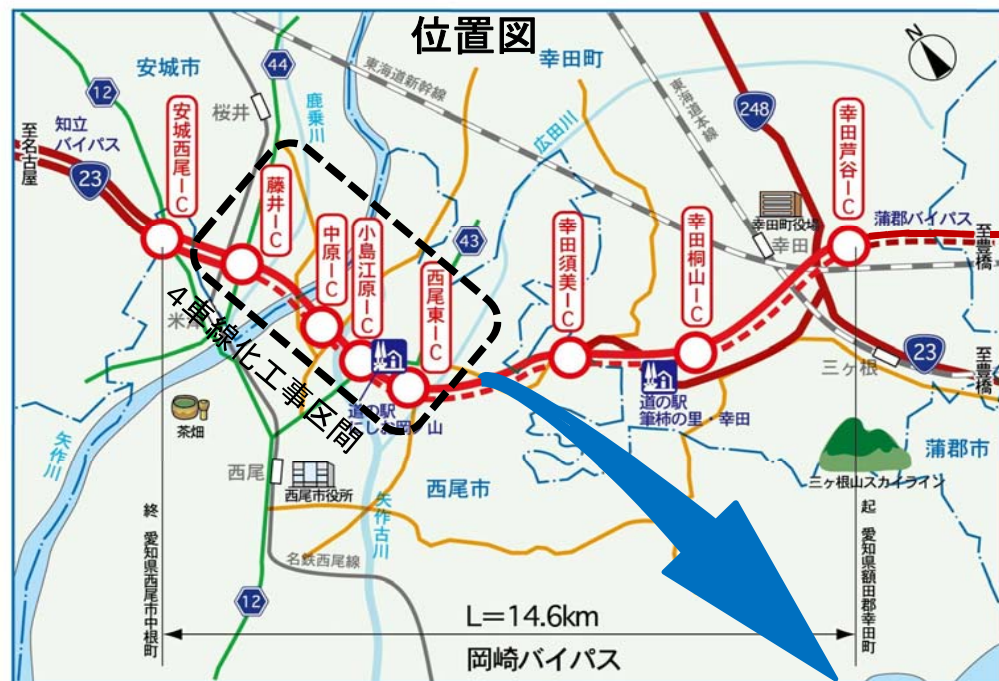 位置図
安城市
幸田町
西尾市
蒲郡市
12
44
桜井
鹿乗川
東海道新幹線
広田川
東海道本線
248
N
至名古屋
知立
バイパス
23
安城西尾IC
藤井IC
中原IC
小島江原IC
西尾東IC
43
幸田須美IC
幸田桐山IC
幸田町役場
幸田
幸田芦谷IC
蒲郡バイパス
至豊橋
4車線化工事区間
道の駅
道の駅
筆柿の里・幸田
三ヶ根
23
至豊橋
三ヶ根山スカイライン
茶畑
矢作川
西尾
西尾市役所
矢作古川
名鉄西尾線
12
終 愛知県西尾市中根町
起 愛知県額田郡幸田町
L=14.6km
岡崎バイパス